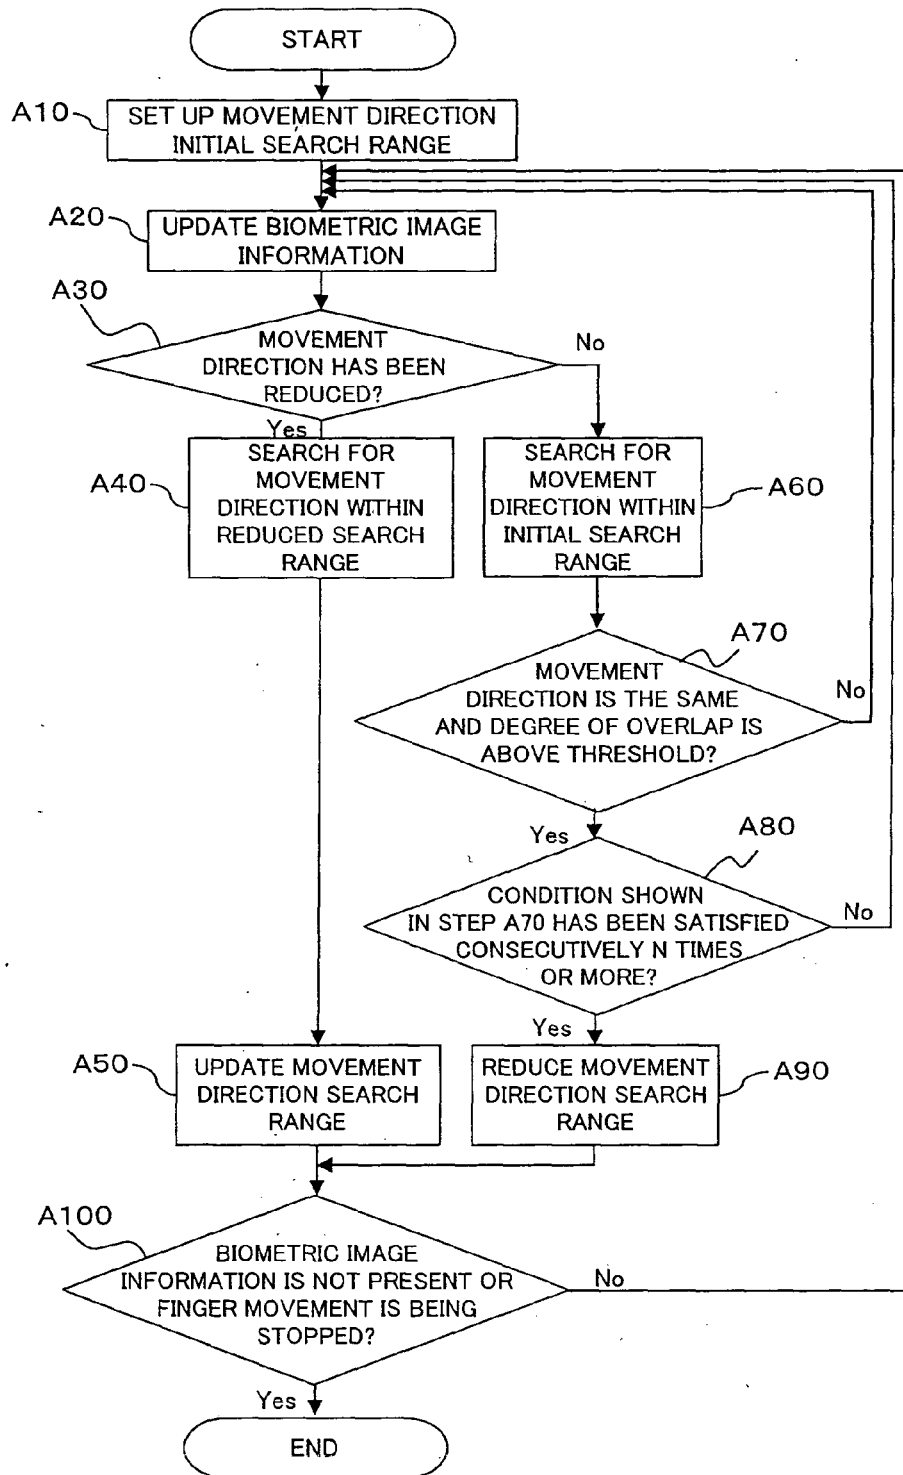 START
A10
SET UP MOVEMENT DIRECTION
INITIAL SEARCH RANGE
A20
UPDATE BIOMETRIC IMAGE
INFORMATION
A30
MOVEMENT
DIRECTION HAS BEEN
REDUCED?
No
Yes
A40
SEARCH FOR
MOVEMENT
DIRECTION WITHIN
REDUCED SEARCH
RANGE
SEARCH FOR
MOVEMENT
DIRECTION WITHIN
INITIAL SEARCH
RANGE
A60
A70
MOVEMENT
DIRECTION IS THE SAME
AND DEGREE OF OVERLAP IS
ABOVE THRESHOLD?
No
Yes
A80
CONDITION SHOWN
IN STEP A70 HAS BEEN SATISFIED
CONSECUTIVELY N TIMES
OR MORE?
No
Yes
A50
UPDATE MOVEMENT
DIRECTION SEARCH
RANGE
REDUCE MOVEMENT
DIRECTION SEARCH
RANGE
A90
A100
BIOMETRIC IMAGE
INFORMATION IS NOT PRESENT OR
FINGER MOVEMENT IS BEING
STOPPED?
No
Yes
END